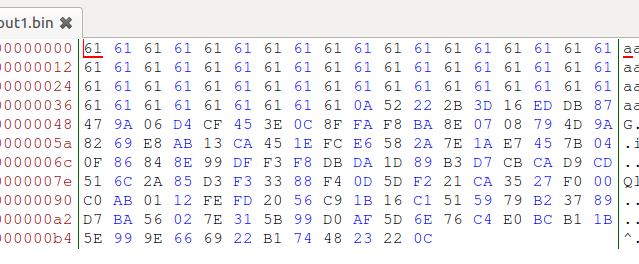 out1.bin ✖
00000000 61 61 61 61 61 61 61 61 61 61 61 61 61 61 61 61 61 61 aa
00000012 61 61 61 61 61 61 61 61 61 61 61 61 61 61 61 61 61 61 aa
00000024 61 61 61 61 61 61 61 61 61 61 61 61 61 61 61 61 61 61 aa
00000036 61 61 61 61 61 61 61 61 61 0A 52 22 2B 3D 16 ED DB 87 aa
00000048 47 9A 06 D4 CF 45 3E 0C 8F FA F8 BA 8E 07 08 79 4D 9A G.
0000005a 82 69 E8 AB 13 CA 45 1E FC E6 58 2A 7E 1A E7 45 7B 04 .i
0000006c 0F 86 84 8E 99 DF F3 F8 DB DA 1D 89 B3 D7 CB CA D9 CD ..
0000007e 51 6C 2A 85 D3 F3 33 88 F4 0D 5D F2 21 CA 35 27 F0 00 Ql
00000090 C0 AB 01 12 FE FD 20 56 C9 1B 16 C1 51 59 79 B2 37 89 ..
000000a2 D7 BA 56 02 7E 31 5B 99 D0 AF 5D 6E 76 C4 E0 BC B1 1B ..
000000b4 5E 99 9E 66 69 22 B1 74 48 23 22 0C ^.